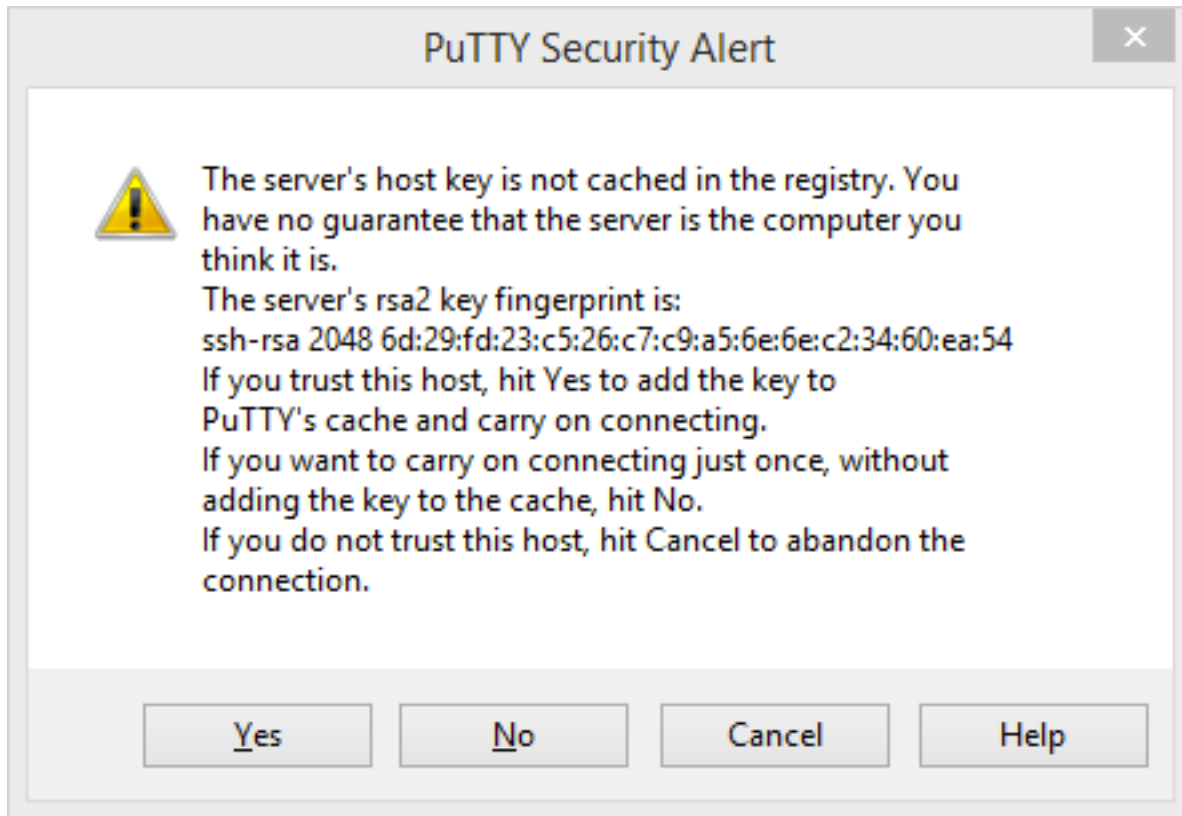 PuTTY Security Alert
The server's host key is not cached in the registry. You
have no guarantee that the server is the computer you
think it is.
The server's rsa2 key fingerprint is:
ssh-rsa 2048 6d:29:fd:23:c5:26:c7:c9:a5:6e:6e:c2:34:60:ea:54
If you trust this host, hit Yes to add the key to
PuTTY's cache and carry on connecting.
If you want to carry on connecting just once, without
adding the key to the cache, hit No.
If you do not trust this host, hit Cancel to abandon the
connection.
Yes No Cancel Help